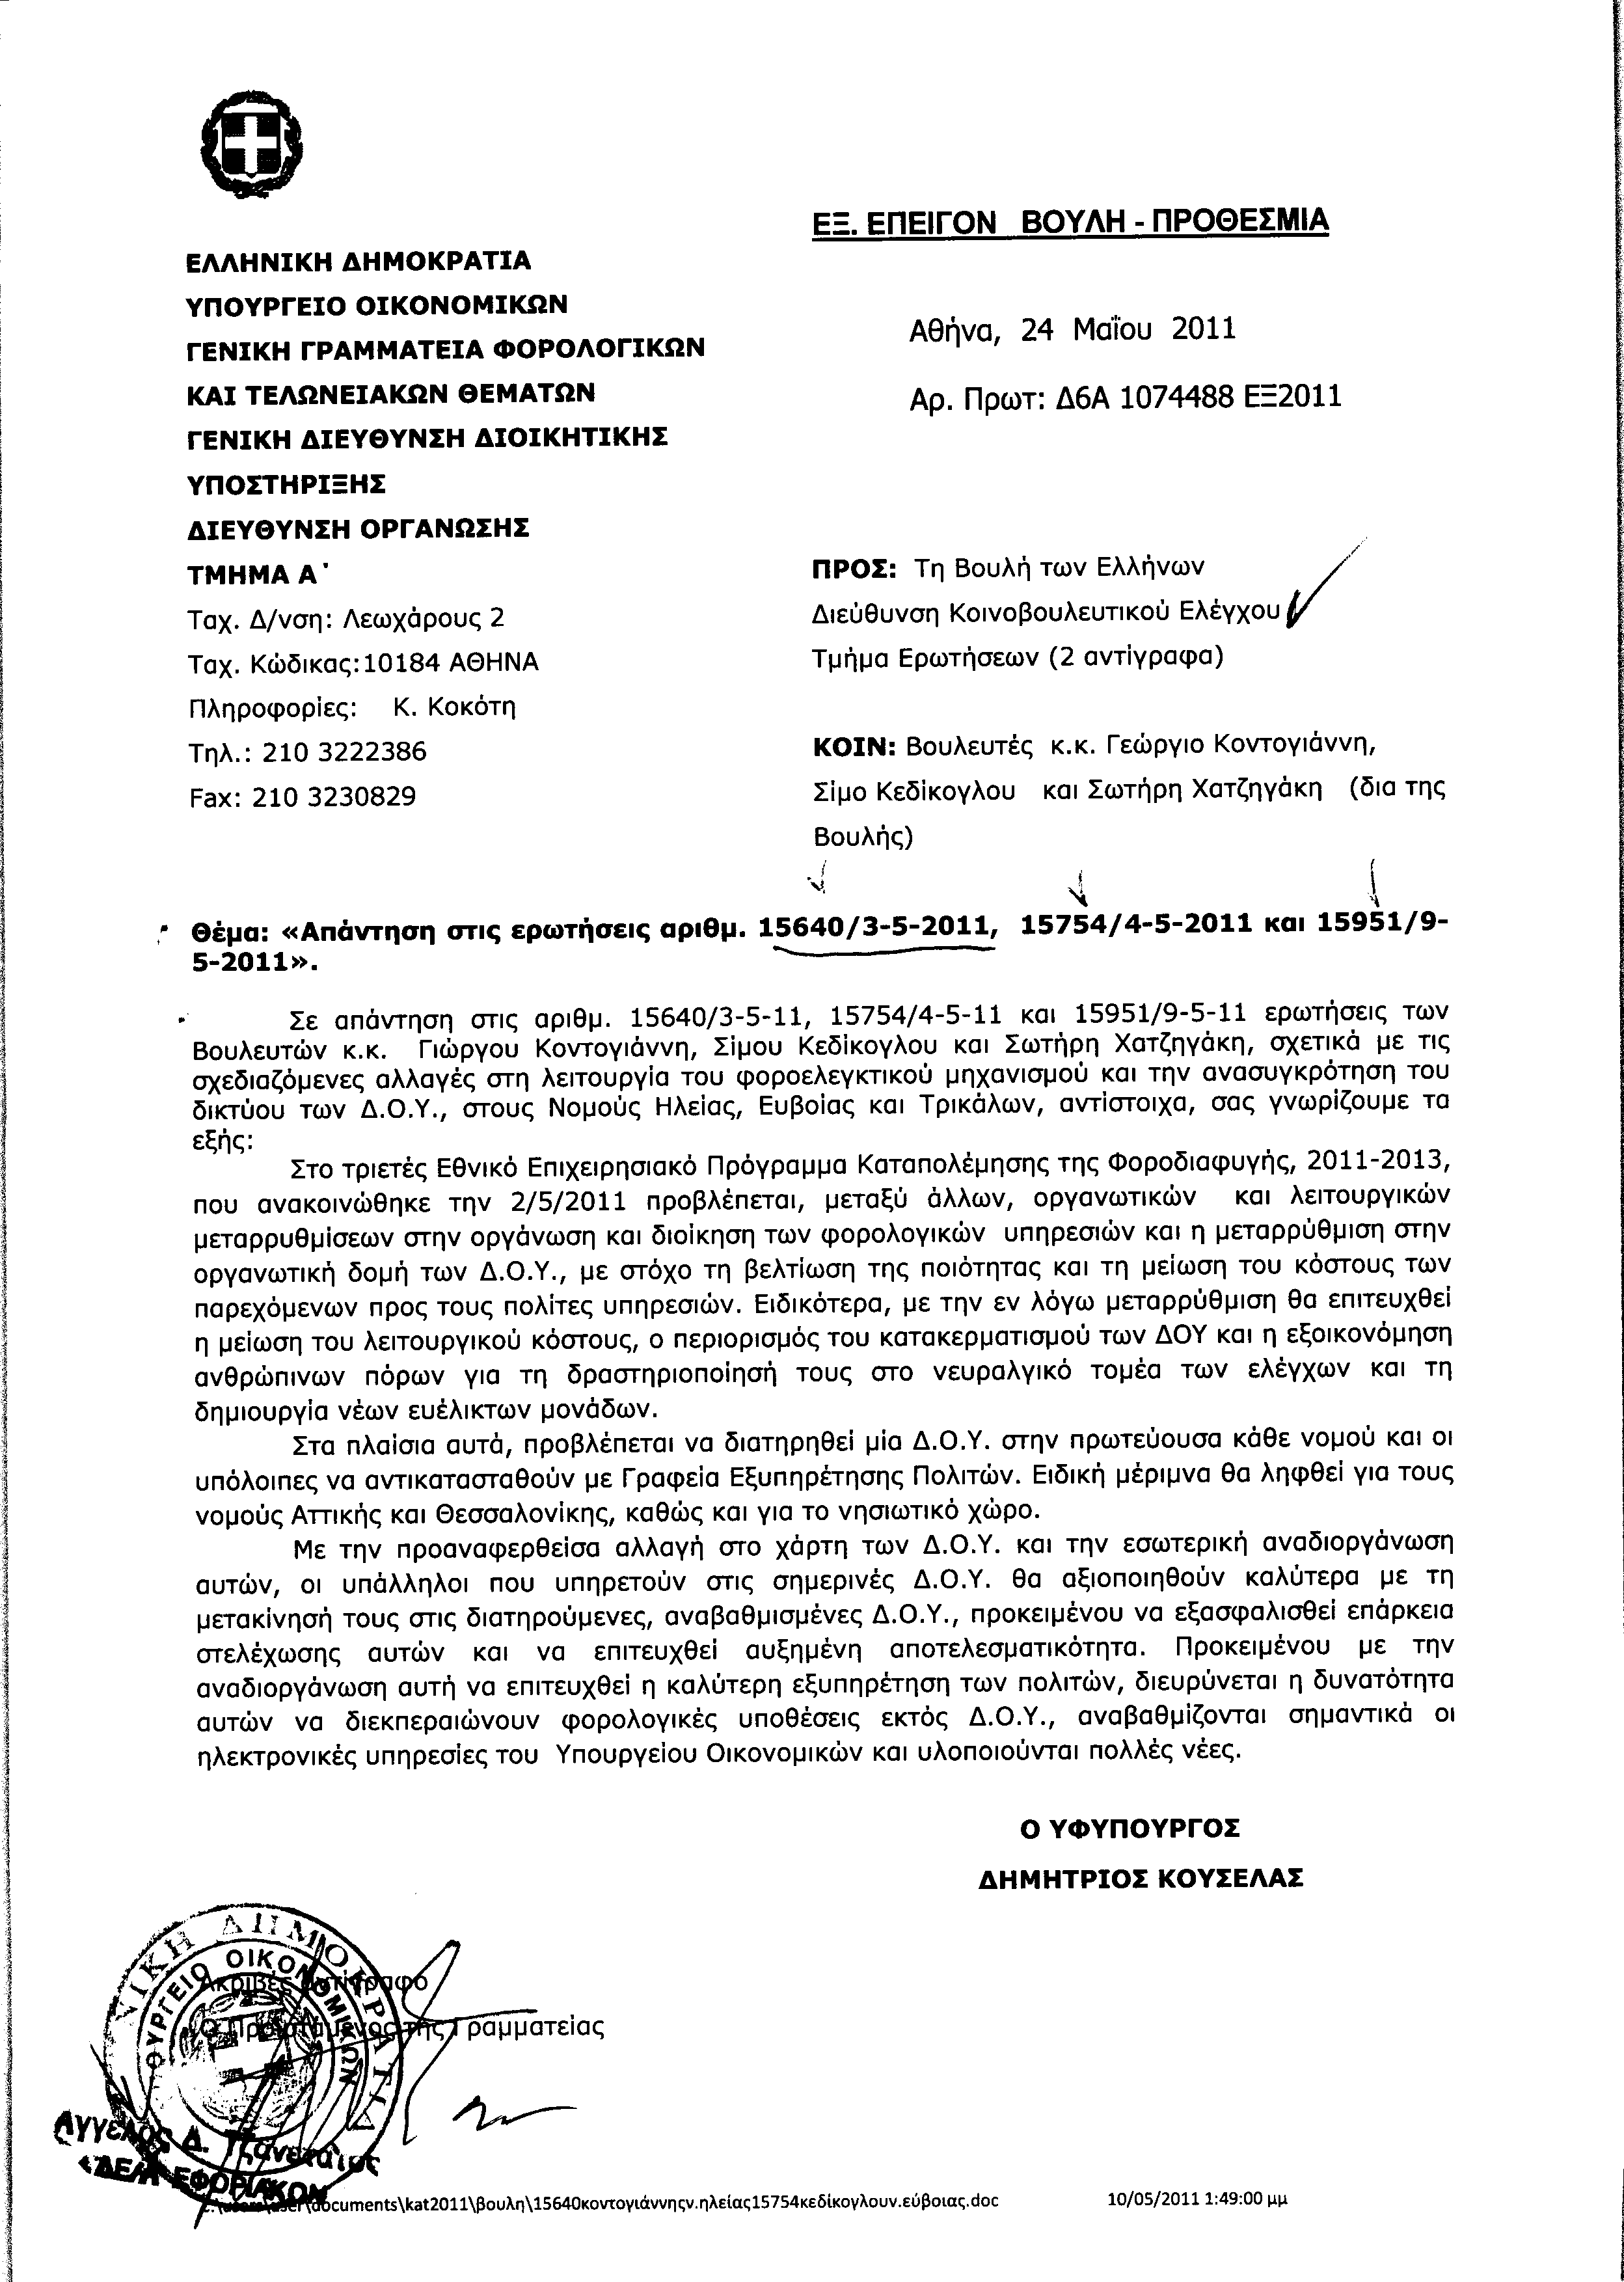 ΕΛΛΗΝΙΚΗ ΔΗΜΟΚΡΑΤΙΑ
ΥΠΟΥΡΓΕΙΟ ΟΙΚΟΝΟΜΙΚΩΝ
ΓΕΝΙΚΗ ΓΡΑΜΜΑΤΕΙΑ ΦΟΡΟΛΟΓΙΚΩΝ
ΚΑΙ ΤΕΛΩΝΕΙΑΚΩΝ ΘΕΜΑΤΩΝ
ΓΕΝΙΚΗ ΔΙΕΥΘΥΝΣΗ ΔΙΟΙΚΗΤΙΚΗΣ
ΥΠΟΣΤΗΡΙΞΗΣ
ΔΙΕΥΘΥΝΣΗ ΟΡΓΑΝΩΣΗΣ
ΤΜΗΜΑ Α'
Ταχ. Δ/νση: Λεωχάρους 2
Ταχ. Κώδικας:10184 ΑΘΗΝΑ
Πληροφορίες: Κ. Κοκότη
Τηλ.: 210 3222386
Fax: 210 3230829
ΕΞ. ΕΠΕΙΓΟΝ ΒΟΥΛΗ - ΠΡΟΘΕΣΜΙΑ
Αθήνα, 24 Μαΐου 2011
Αρ. Πρωτ: Δ6Α 1074488 ΕΞ2011
ΠΡΟΣ: Τη Βουλή των Ελλήνων
Διεύθυνση Κοινοβουλευτικού Ελέγχου
Τμήμα Ερωτήσεων (2 αντίγραφα)
ΚΟΙΝ: Βουλευτές κ.κ. Γεώργιο Κοντογιάννη,
Σίμο Κεδίκογλου και Σωτήρη Χατζηγάκη (δια της
Βουλής)
Θέμα: «Απάντηση στις ερωτήσεις αριθμ. 15640/3-5-2011, 15754/4-5-2011 και 15951/9-
5-2011».
Σε απάντηση στις αριθμ. 15640/3-5-11, 15754/4-5-11 και 15951/9-5-11 ερωτήσεις των
Βουλευτών κ.κ. Γιώργου Κοντογιάννη, Σίμου Κεδίκογλου και Σωτήρη Χατζηγάκη, σχετικά με τις
σχεδιαζόμενες αλλαγές στη λειτουργία του φοροελεγκτικού μηχανισμού και την ανασυγκρότηση του
δικτύου των Δ.Ο.Υ., στους Νομούς Ηλείας, Ευβοίας και Τρικάλων, αντίστοιχα, σας γνωρίζουμε τα
εξής:
Στο τριετές Εθνικό Επιχειρησιακό Πρόγραμμα Καταπολέμησης της Φοροδιαφυγής, 2011-2013,
που ανακοινώθηκε την 2/5/2011 προβλέπεται, μεταξύ άλλων, οργανωτικών και λειτουργικών
μεταρρυθμίσεων στην οργάνωση και διοίκηση των φορολογικών υπηρεσιών και η μεταρρύθμιση στην
οργανωτική δομή των Δ.Ο.Υ., με στόχο τη βελτίωση της ποιότητας και τη μείωση του κόστους των
παρεχόμενων προς τους πολίτες υπηρεσιών. Ειδικότερα, με την εν λόγω μεταρρύθμιση θα επιτευχθεί
η μείωση του λειτουργικού κόστους, ο περιορισμός του κατακερματισμού των ΔΟΥ και η εξοικονόμηση
ανθρώπινων πόρων για τη δραστηριοποίησή τους στο νευραλγικό τομέα των ελέγχων και τη
δημιουργία νέων ευέλικτων μονάδων.
Στα πλαίσια αυτά, προβλέπεται να διατηρηθεί μία Δ.Ο.Υ. στην πρωτεύουσα κάθε νομού και οι
υπόλοιπες να αντικατασταθούν με Γραφεία Εξυπηρέτησης Πολιτών. Ειδική μέριμνα θα ληφθεί για τους
νομούς Αττικής και Θεσσαλονίκης, καθώς και για το νησιωτικό χώρο.
Με την προαναφερθείσα αλλαγή στο χάρτη των Δ.Ο.Υ. και την εσωτερική αναδιοργάνωση
αυτών, οι υπάλληλοι που υπηρετούν στις σημερινές Δ.Ο.Υ. θα αξιοποιηθούν καλύτερα με τη
μετακίνησή τους στις διατηρούμενες, αναβαθμισμένες Δ.Ο.Υ., προκειμένου να εξασφαλισθεί επάρκεια
στελέχωσης αυτών και να επιτευχθεί αυξημένη αποτελεσματικότητα. Προκειμένου με την
αναδιοργάνωση αυτή να επιτευχθεί η καλύτερη εξυπηρέτηση των πολιτών, διευρύνεται η δυνατότητα
αυτών να διεκπεραιώνουν φορολογικές υποθέσεις εκτός Δ.Ο.Υ., αναβαθμίζονται σημαντικά οι
ηλεκτρονικές υπηρεσίες του Υπουργείου Οικονομικών και υλοποιούνται πολλές νέες.
Ο ΥΦΥΠΟΥΡΓΟΣ
ΔΗΜΗΤΡΙΟΣ ΚΟΥΣΕΛΑΣ
Ακριβές αντίγραφο
Ο Προϊστάμενος της Γραμματείας
Άγγελος Δ. Τζανεταίος
ΕΦΟΡΙΑΚΩΝ
\documents\kat2011\βουλη\15640κοντογιάννηςν.ηλείας15754κεδίκογλουν.εύβοιας.doc 10/05/2011 1:49:00 μμ